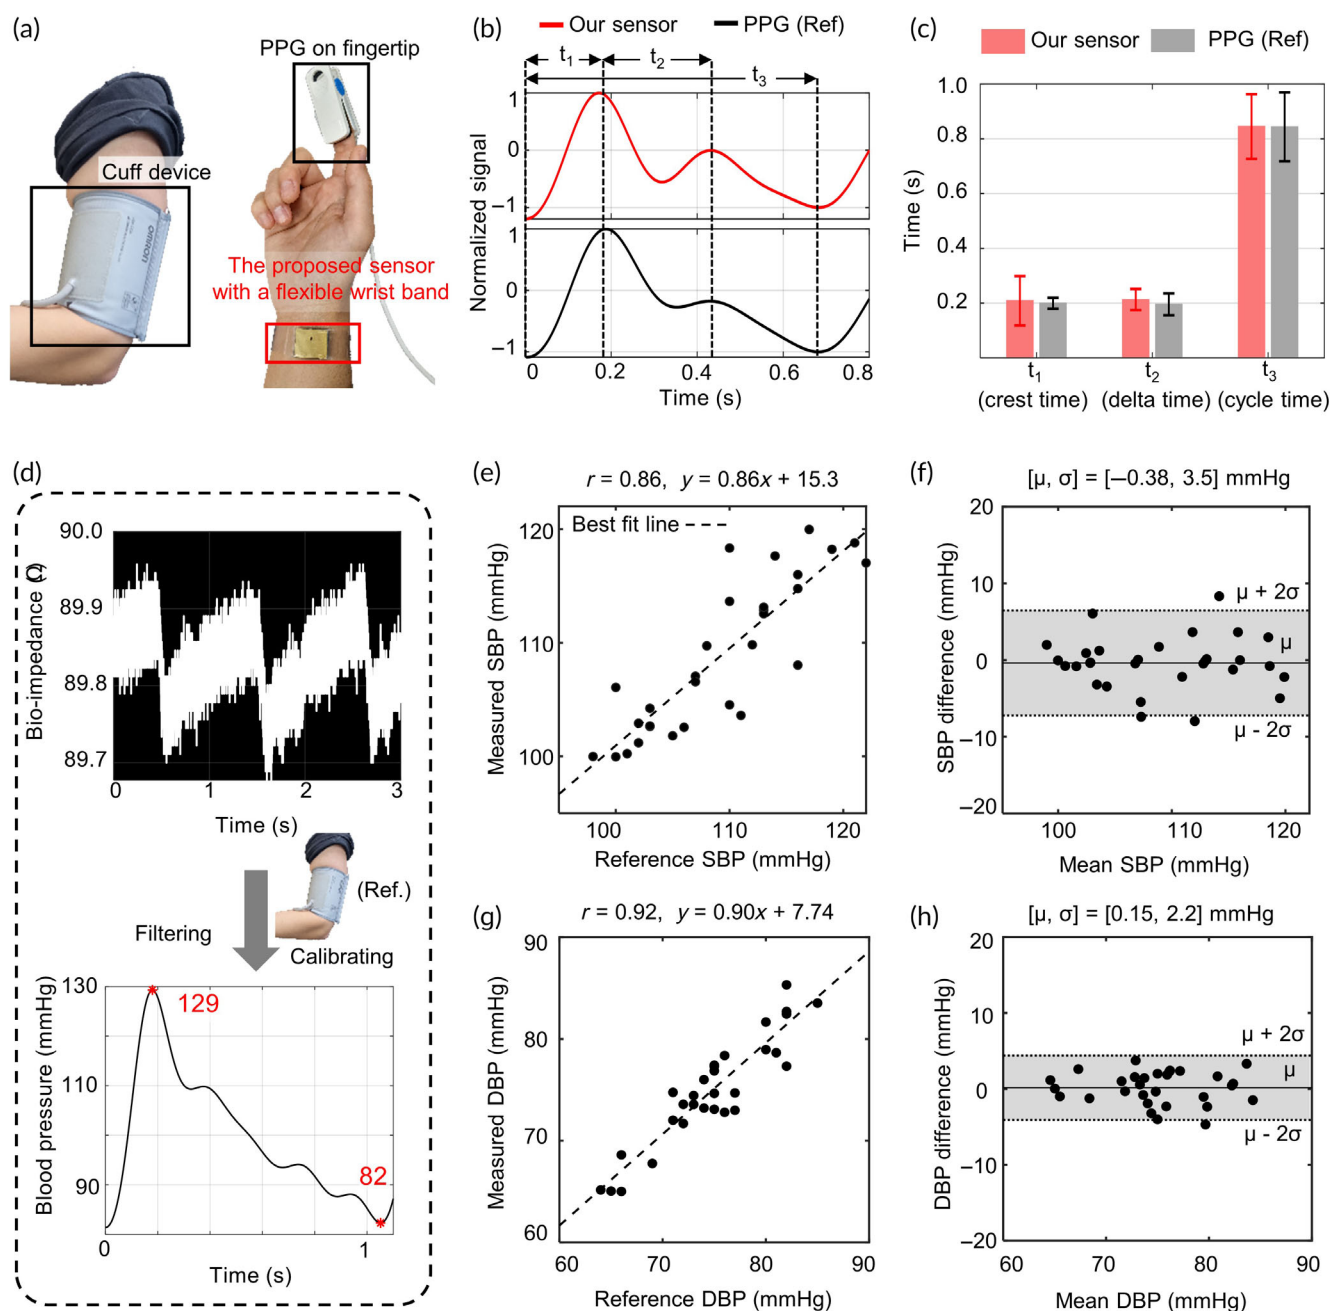 (a)
PPG on fingertip
Cuff device
omron
The proposed sensor
with a flexible wrist band
(b)
Our sensor
PPG (Ref)
t1
t2
t3
Normalized signal
1
0
−1
1
0
−1
0
0.2
0.4
0.6
0.8
Time (s)
(c)
Our sensor
PPG (Ref)
Time (s)
1.0
0.8
0.6
0.4
0.2
t1
(crest time)
t2
(delta time)
t3
(cycle time)
(d)
Bio-impedance (Ω)
90.0
89.9
89.8
89.7
0
1
2
3
Time (s)
(Ref.)
Filtering
Calibrating
Blood pressure (mmHg)
130
110
90
129
82
0
1
Time (s)
(e)
r = 0.86, y = 0.86x + 15.3
Best fit line
Measured SBP (mmHg)
120
110
100
100
110
120
Reference SBP (mmHg)
(f)
[μ, σ] = [−0.38, 3.5] mmHg
SBP difference (mmHg)
20
10
0
−10
−20
μ + 2σ
μ
μ - 2σ
100
110
120
Mean SBP (mmHg)
(g)
r = 0.92, y = 0.90x + 7.74
Measured DBP (mmHg)
90
80
70
60
60
70
80
90
Reference DBP (mmHg)
(h)
[μ, σ] = [0.15, 2.2] mmHg
DBP difference (mmHg)
20
10
0
−10
−20
μ + 2σ
μ
μ - 2σ
60
70
80
90
Mean DBP (mmHg)